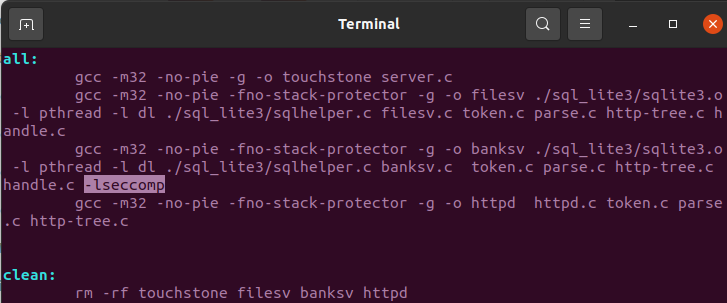 Terminal
all:
gcc -m32 -no-pie -g -o touchstone server.c
gcc -m32 -no-pie -fno-stack-protector -g -o filesv ./sql_lite3/sqlite3.o
-l pthread -l dl ./sql_lite3/sqlhelper.c filesv.c token.c parse.c http-tree.c h
andle.c
gcc -m32 -no-pie -fno-stack-protector -g -o banksv ./sql_lite3/sqlite3.o
-l pthread -l dl ./sql_lite3/sqlhelper.c banksv.c  token.c parse.c http-tree.c
handle.c -lseccomp
gcc -m32 -no-pie -fno-stack-protector -g -o httpd  httpd.c token.c parse
.c http-tree.c
clean:
rm -rf touchstone filesv banksv httpd